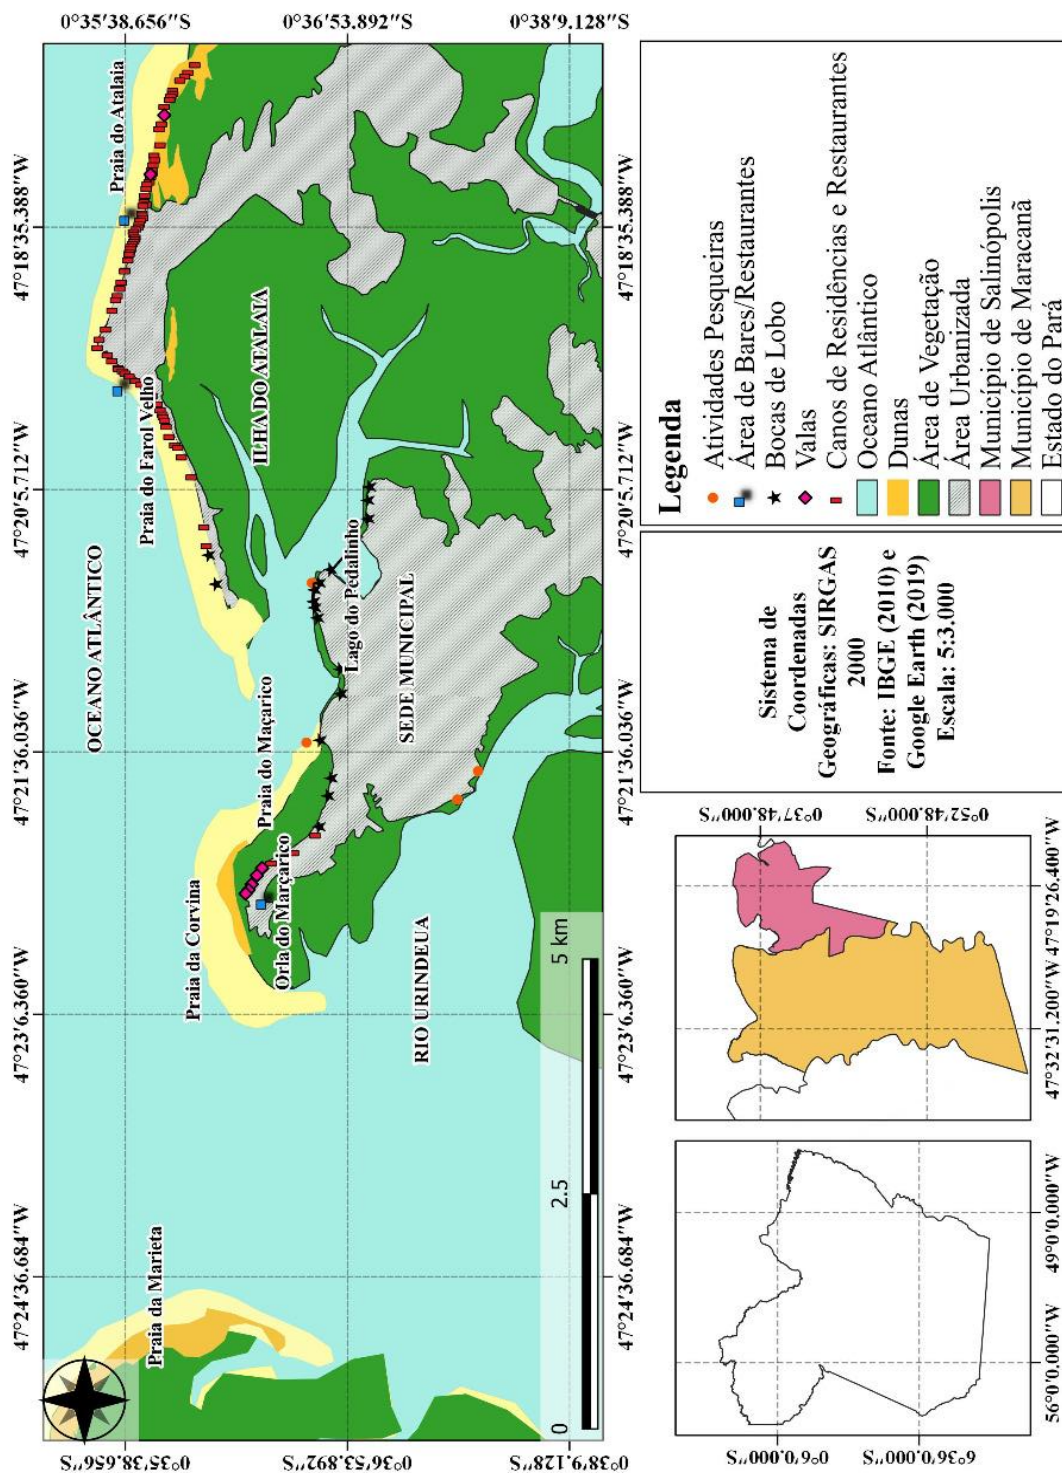 47°24'36.684"W
47°23'6.360"W
47°21'36.036"W
47°20'5.712"W
47°18'35.388"W
0°35'38.656"S
0°35'38.656"S
OCEANO ATLÂNTICO
Praia do Atalaia
Praia do Farol Velho
Praia da Marieta
Praia da Corvina
Praia do Maçarico
ILHADO ATALAIA
Orla do Marçarico
0°36'53.892"S
0°36'53.892"S
Lago do Pedalinho
SEDE MUNICIPAL
RIO URINDEUA
0
2.5
5 km
0°38'9.128"S
0°38'9.128"S
47°24'36.684"W
47°23'6.360"W
47°21'36.036"W
47°20'5.712"W
47°18'35.388"W
0°6'0.000"S
6°36'0.000"S
56°0'0.000"W
49°0'0.000"W
0°37'48.000"S
0°52'48.000"S
47°32'31.200"W
47°19'26.400"W
Sistema de
Coordenadas
Geográficas: SIRGAS
2000
Fonte: IBGE (2010) e
Google Earth (2019)
Escala: 5:3.000
Legenda
Atividades Pesqueiras
Área de Bares/Restaurantes
Bocas de Lobo
Valas
Canos de Residências e Restaurantes
Oceano Atlântico
Dunas
Área de Vegetação
Área Urbanizada
Município de Salinópolis
Município de Maracanã
Estado do Pará